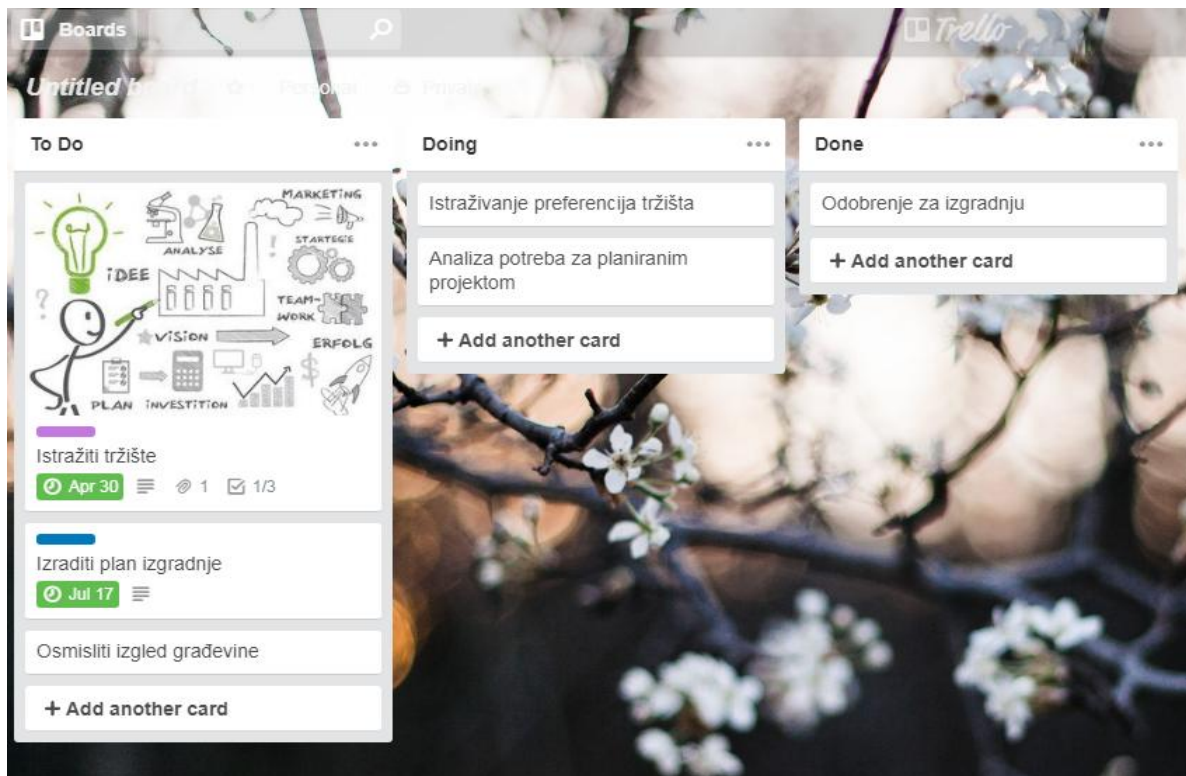 Boards
Trello
Untitled b
To Do
MARKETING
ANALYSE
STARTEGIE
iDEE
TEAM-
WORK
ViSiON
ERFOLG
PLAN
iNVESTiTiON
Istražiti tržište
Apr 30
1
1/3
Izraditi plan izgradnje
Jul 17
Osmisliti izgled građevine
+ Add another card
Doing
Istraživanje preferencija tržišta
Analiza potreba za planiranim
projektom
+ Add another card
Done
Odobrenje za izgradnju
+ Add another card